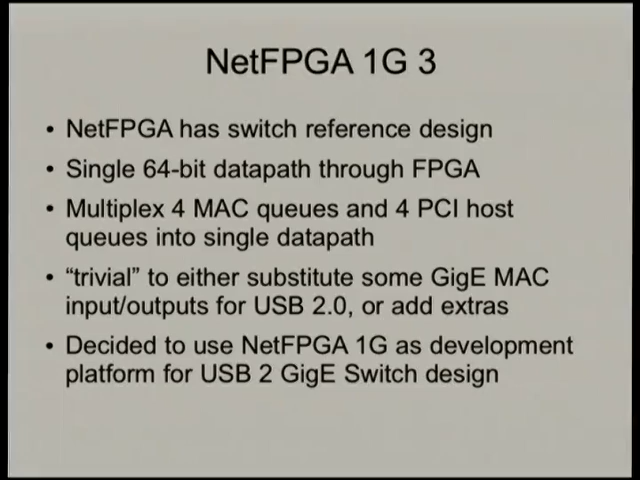 NetFPGA 1G 3
• NetFPGA has switch reference design
• Single 64-bit datapath through FPGA
• Multiplex 4 MAC queues and 4 PCI host
queues into single datapath
• “trivial” to either substitute some GigE MAC
input/outputs for USB 2.0, or add extras
• Decided to use NetFPGA 1G as development
platform for USB 2 GigE Switch design